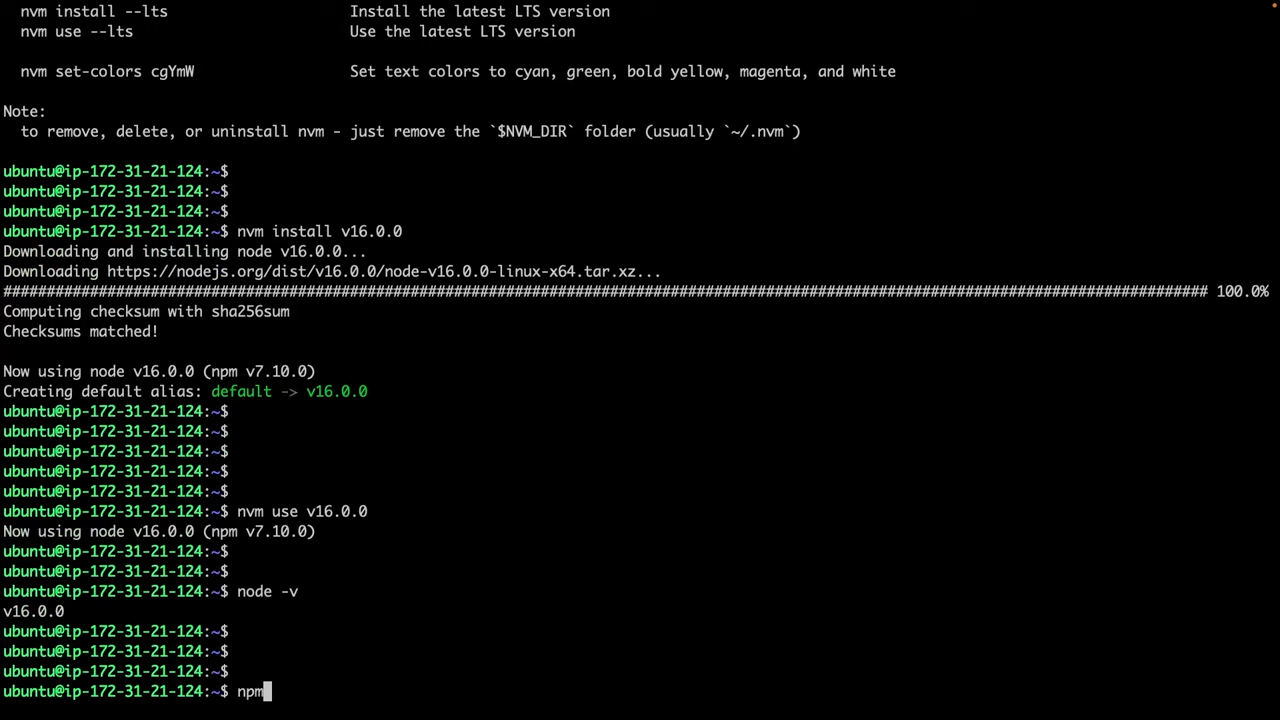 nvm install --lts                     Install the latest LTS version
nvm use --lts                         Use the latest LTS version
nvm set-colors cgYmW                  Set text colors to cyan, green, bold yellow, magenta, and white
Note:
to remove, delete, or uninstall nvm - just remove the `$NVM_DIR` folder (usually `~/.nvm`)
ubuntu@ip-172-31-21-124:~$
ubuntu@ip-172-31-21-124:~$
ubuntu@ip-172-31-21-124:~$
ubuntu@ip-172-31-21-124:~$ nvm install v16.0.0
Downloading and installing node v16.0.0...
Downloading https://nodejs.org/dist/v16.0.0/node-v16.0.0-linux-x64.tar.xz...
########################################################################################################################################### 100.0%
Computing checksum with sha256sum
Checksums matched!
Now using node v16.0.0 (npm v7.10.0)
Creating default alias: default -> v16.0.0
ubuntu@ip-172-31-21-124:~$
ubuntu@ip-172-31-21-124:~$
ubuntu@ip-172-31-21-124:~$
ubuntu@ip-172-31-21-124:~$
ubuntu@ip-172-31-21-124:~$
ubuntu@ip-172-31-21-124:~$ nvm use v16.0.0
Now using node v16.0.0 (npm v7.10.0)
ubuntu@ip-172-31-21-124:~$
ubuntu@ip-172-31-21-124:~$
ubuntu@ip-172-31-21-124:~$ node -v
v16.0.0
ubuntu@ip-172-31-21-124:~$
ubuntu@ip-172-31-21-124:~$
ubuntu@ip-172-31-21-124:~$
ubuntu@ip-172-31-21-124:~$ npm